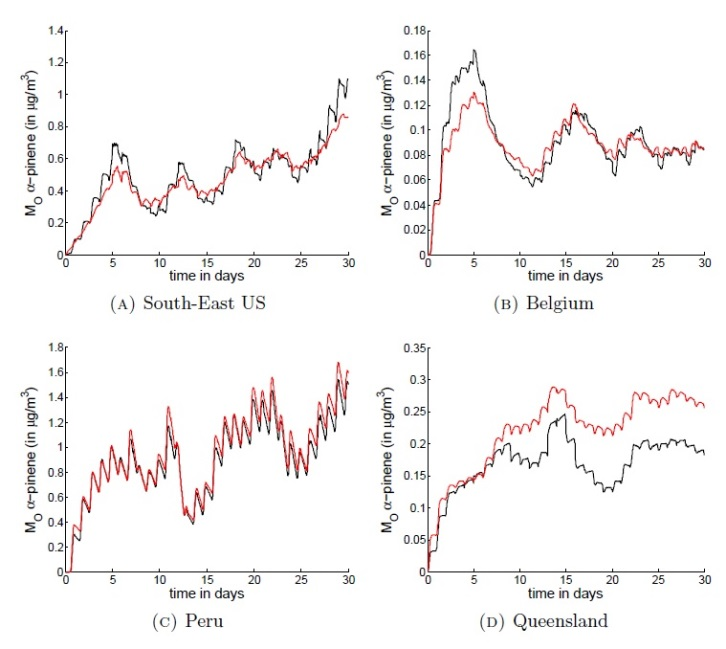 1.4
1.2
1
0.8
0.6
0.4
0.2
0
M_O α−pinene (in μg/m³)
0 5 10 15 20 25 30
time in days
(A) South-East US
0.18
0.16
0.14
0.12
0.1
0.08
0.06
0.04
0.02
0
M_O α−pinene (in μg/m³)
0 5 10 15 20 25 30
time in days
(B) Belgium
1.8
1.6
1.4
1.2
1
0.8
0.6
0.4
0.2
0
M_O α−pinene (in μg/m³)
0 5 10 15 20 25 30
time in days
(C) Peru
0.35
0.3
0.25
0.2
0.15
0.1
0.05
0
M_O α−pinene (in μg/m³)
0 5 10 15 20 25 30
time in days
(D) Queensland